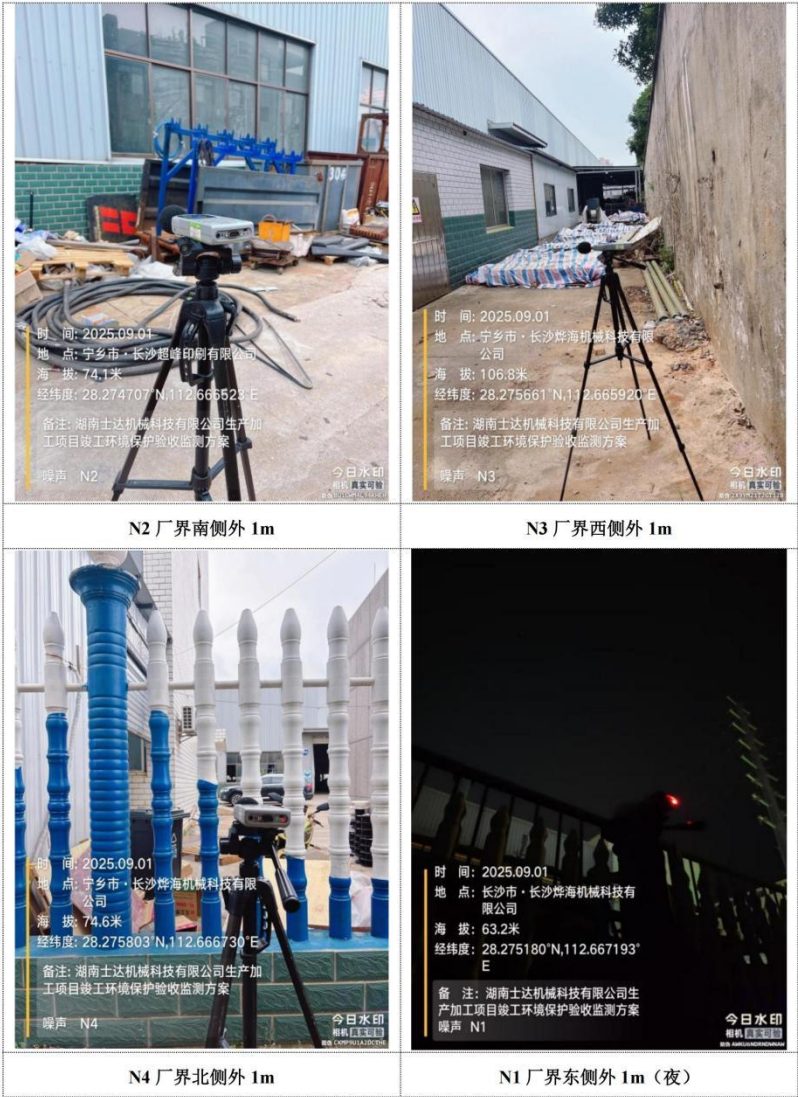 304
时 间: 2025.09.01
地 点: 宁乡市·长沙超峰印刷有限公司
海 拔: 74.1米
经纬度: 28.274707°N,112.666523°E
备注: 湖南士达机械科技有限公司生产加
工项目竣工环境保护验收监测方案
噪声 N2
今日水印
相机 真实可验
防伪
时 间: 2025.09.01
地 点: 宁乡市·长沙烨海机械科技有限
公司
海 拔: 106.8米
经纬度: 28.275661°N,112.665920°E
备注: 湖南士达机械科技有限公司生产加
工项目竣工环境保护验收监测方案
噪声 N3
今日水印
相机 真实可验
防伪
N2 厂界南侧外 1m
N3 厂界西侧外 1m
时 间: 2025.09.01
地 点: 宁乡市·长沙烨海机械科技有限
公司
海 拔: 74.6米
经纬度: 28.275803°N,112.666730°E
备注: 湖南士达机械科技有限公司生产加
工项目竣工环境保护验收监测方案
噪声 N4
今日水印
相机 真实可验
防伪 CKMP9U1A2DCTHE
时 间: 2025.09.01
地 点: 长沙市·长沙烨海机械科技有
限公司
海 拔: 63.2米
经纬度: 28.275180°N,112.667193°
E
备 注: 湖南士达机械科技有限公司生
产加工项目竣工环境保护验收监测方案
噪声 N1
今日水印
相机 真实可验
防伪
N4 厂界北侧外 1m
N1 厂界东侧外 1m（夜）